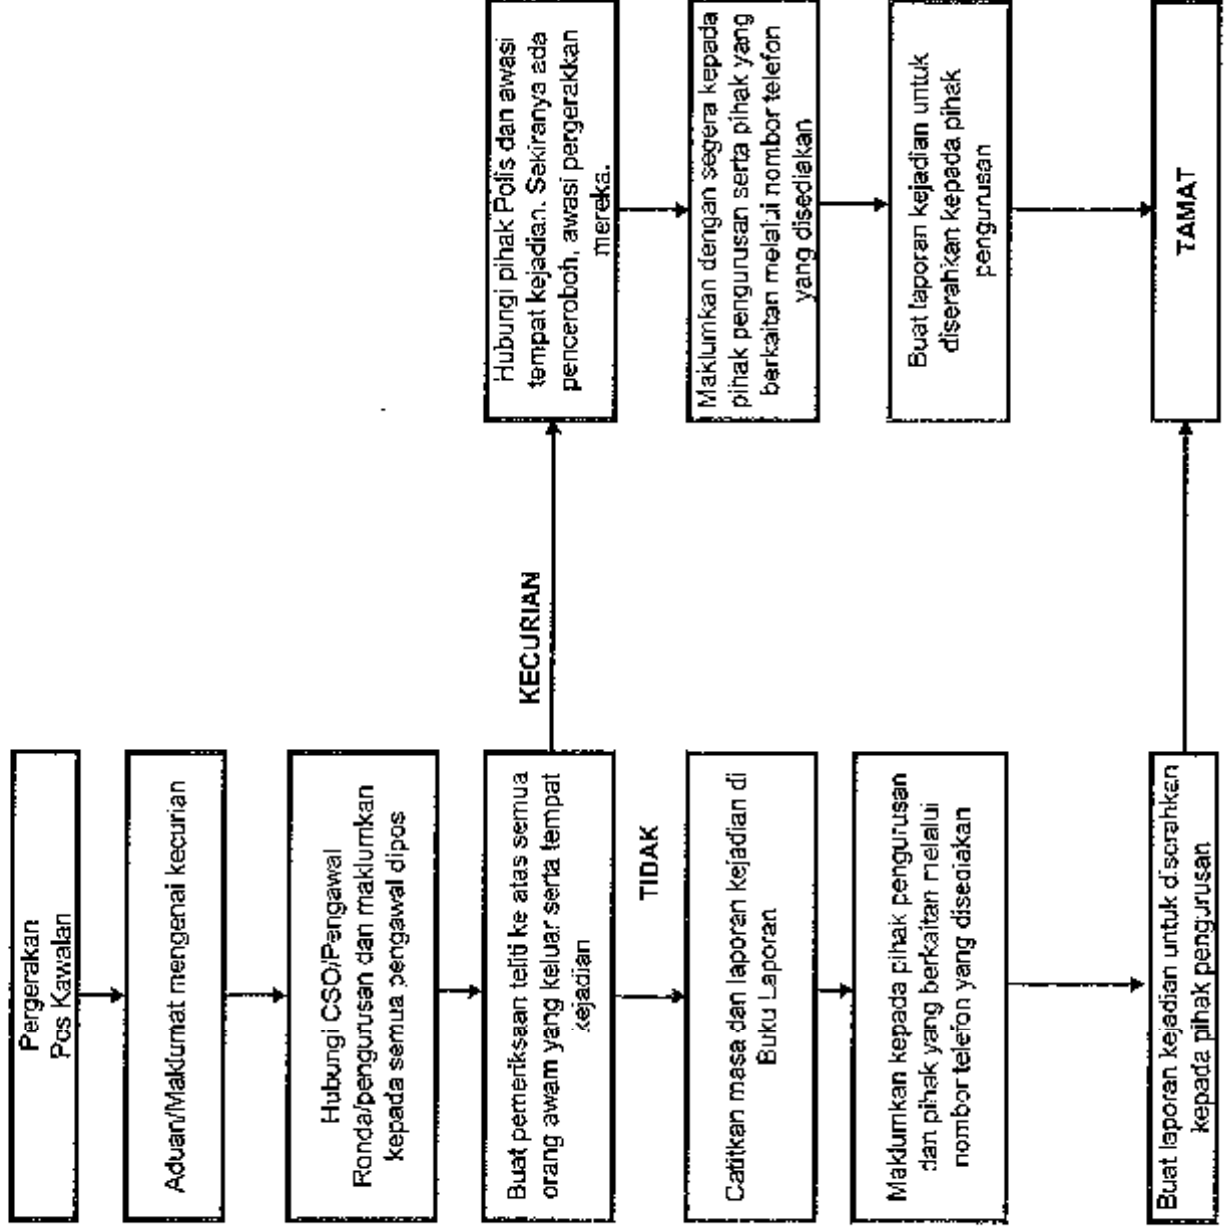 Pergerakan
Pos Kawalan
Aduan/Maklumat mengenai kecurian
Hubungi CSO/Pengawal
Ronda/pengurusan dan maklumkan
kepada semua pengawal dipos
Buat pemeriksaan teliti ke atas semua
orang awam yang keluar serta tempat
kejadian
KECURIAN
TIDAK
Catitkan masa dan laporan kejadian di
Buku Laporan
Maklumkan kepada pihak pengurusan
dan pihak yang berkaitan melalui
nombor telefon yang disediakan
Buat laporan kejadian untuk diserahkan
kepada pihak pengurusan
Hubungi pihak Polis dan awasi
tempat kejadian. Sekiranya ada
penceroboh, awasi pergerakkan
mereka.
Maklumkan dengan segera kepada
pihak pengurusan serta pihak yang
berkaitan melalui nombor telefon
yang disediakan
Buat laporan kejadian untuk
diserahkan kepada pihak
pengurusan
TAMAT